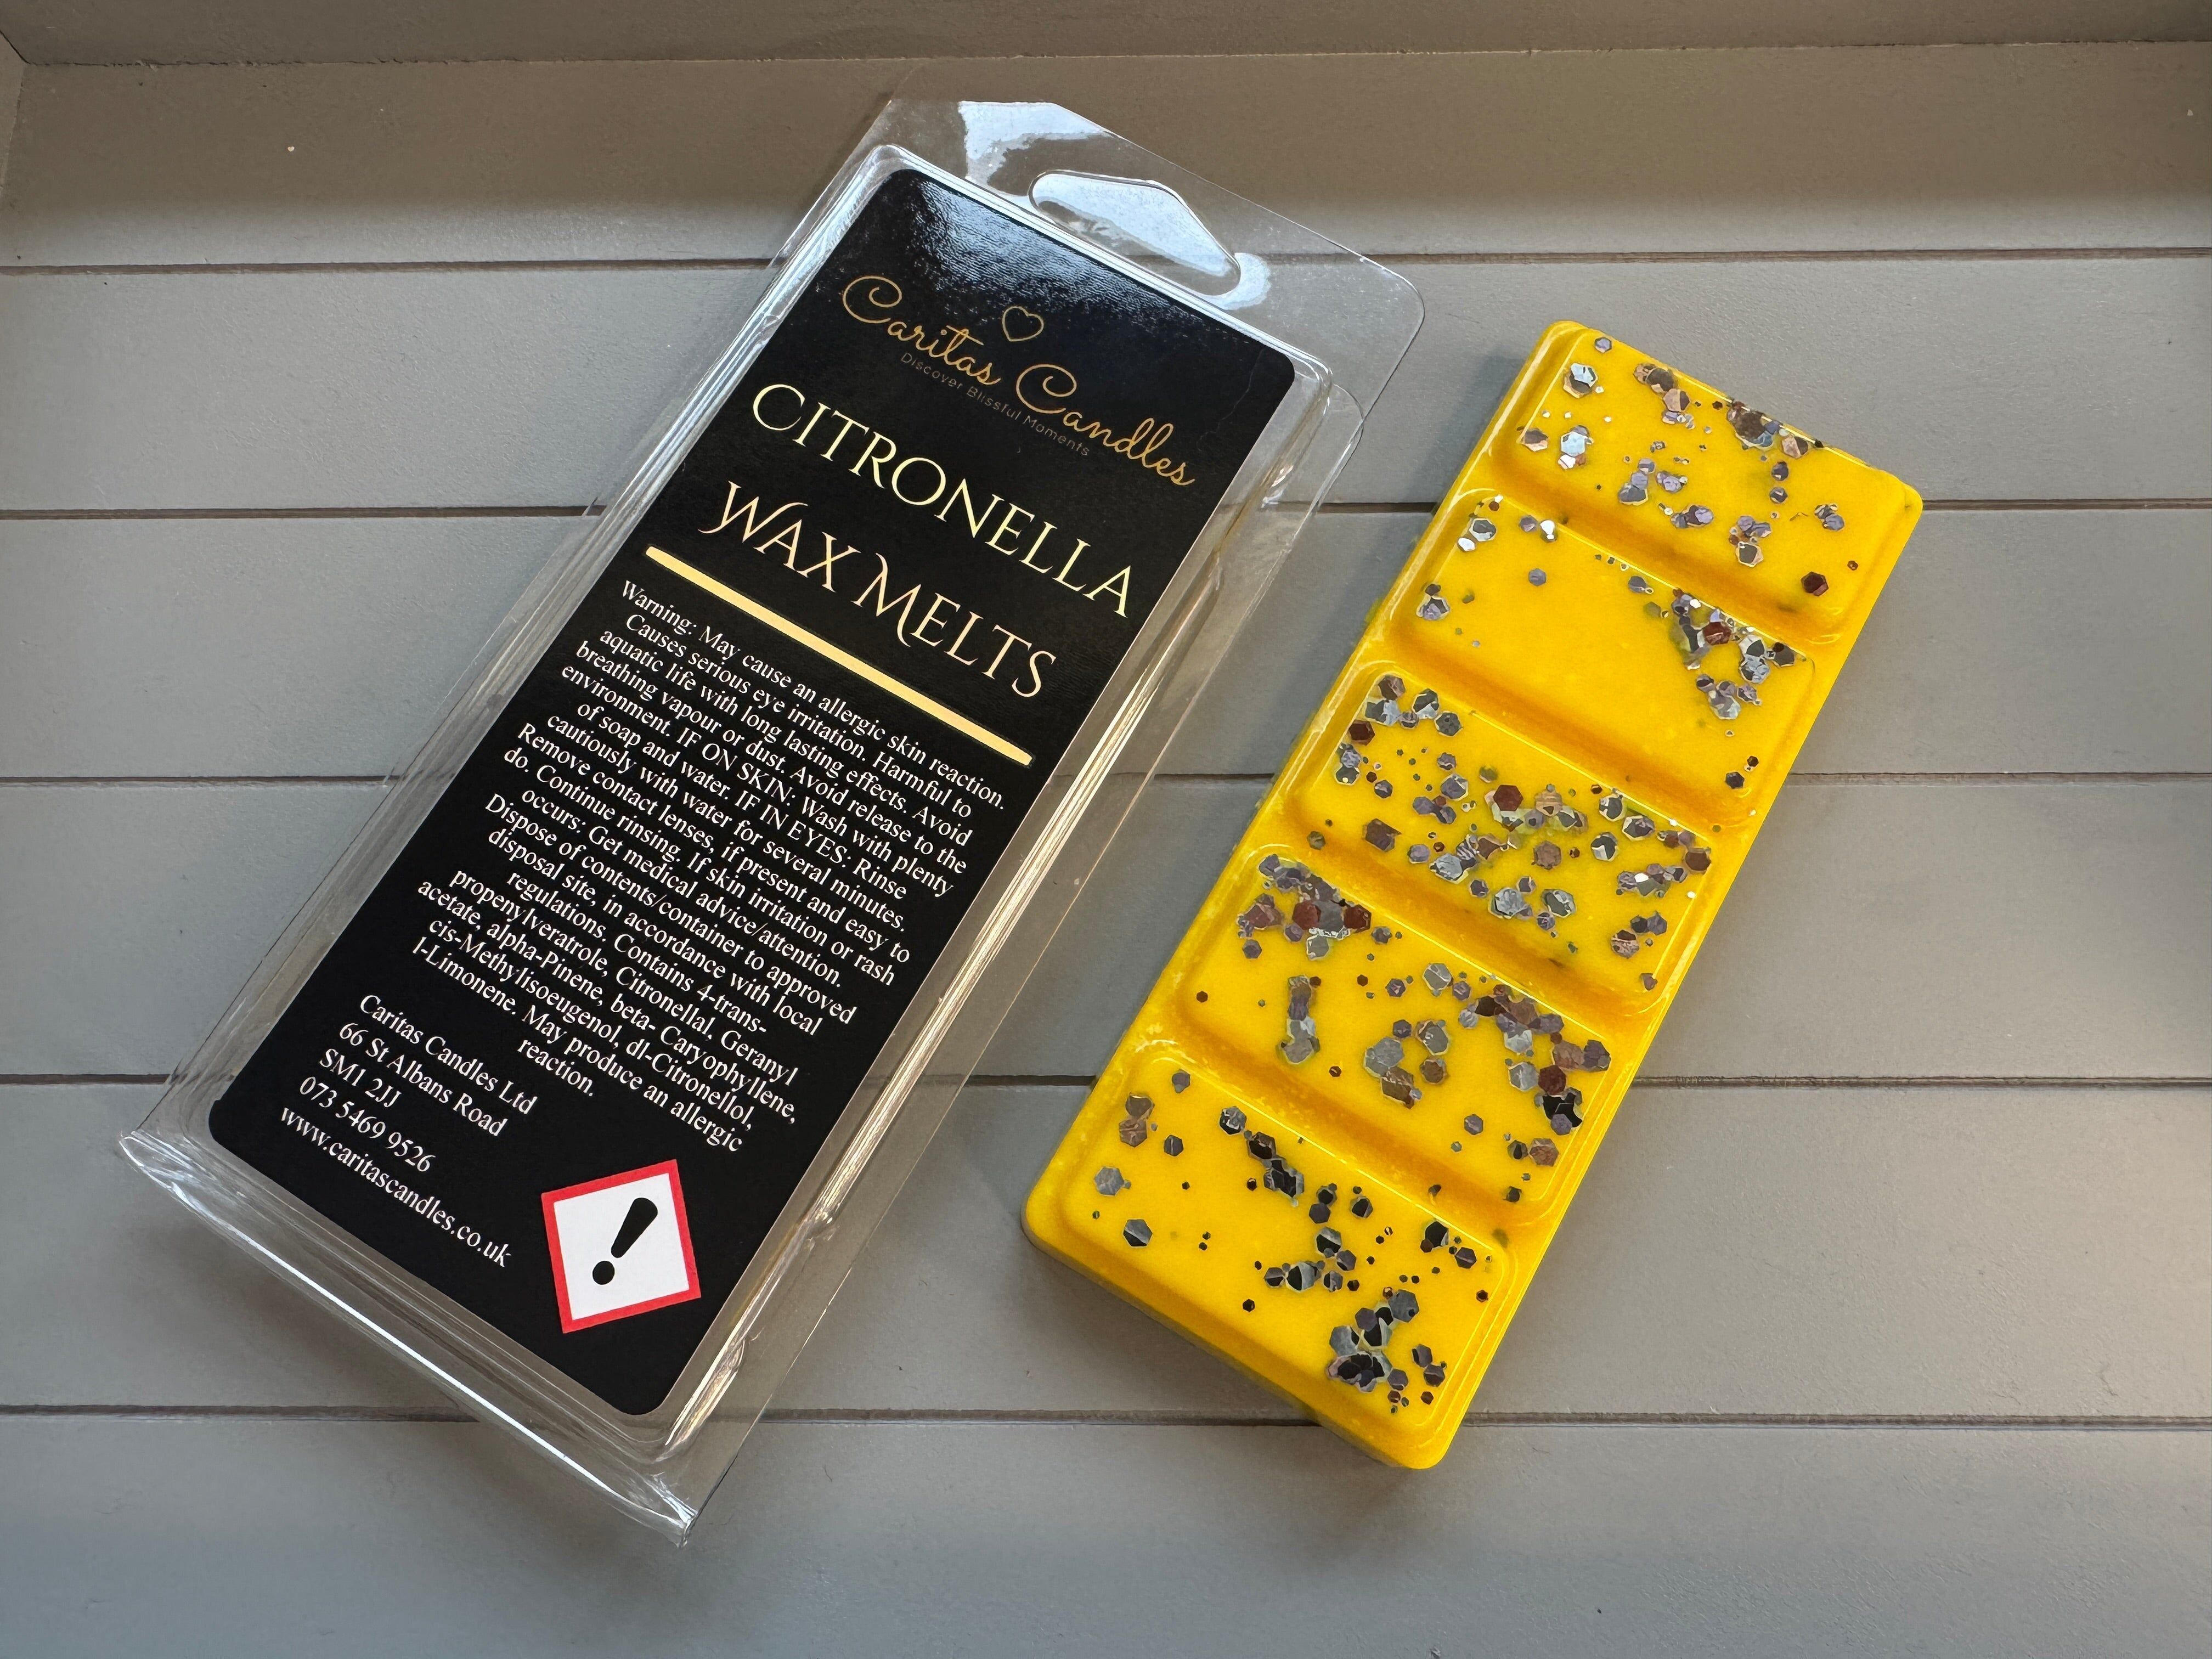 Caritas Candles
Discover Blissful Moments
CITRONELLA
WAX MELTS
Warning: May cause an allergic skin reaction.
Causes serious eye irritation. Harmful to
aquatic life with long lasting effects. Avoid
breathing vapour or dust. Avoid release to the
environment. IF ON SKIN: Wash with plenty
of soap and water. IF IN EYES: Rinse
cautiously with water for several minutes.
Remove contact lenses, if present and easy to
do. Continue rinsing. If skin irritation or rash
occurs: Get medical advice/attention.
Dispose of contents/container to approved
disposal site, in accordance with local
regulations. Contains 4-trans-
propenylveratrole, Citronellal, Geranyl
acetate, alpha-Pinene, beta- Caryophyllene,
cis-Methylisoeugenol, dl-Citronellol,
l-Limonene. May produce an allergic
reaction.
Caritas Candles Ltd
66 St Albans Road
SM1 2JJ
073 5469 9526
www.caritascandles.co.uk
!